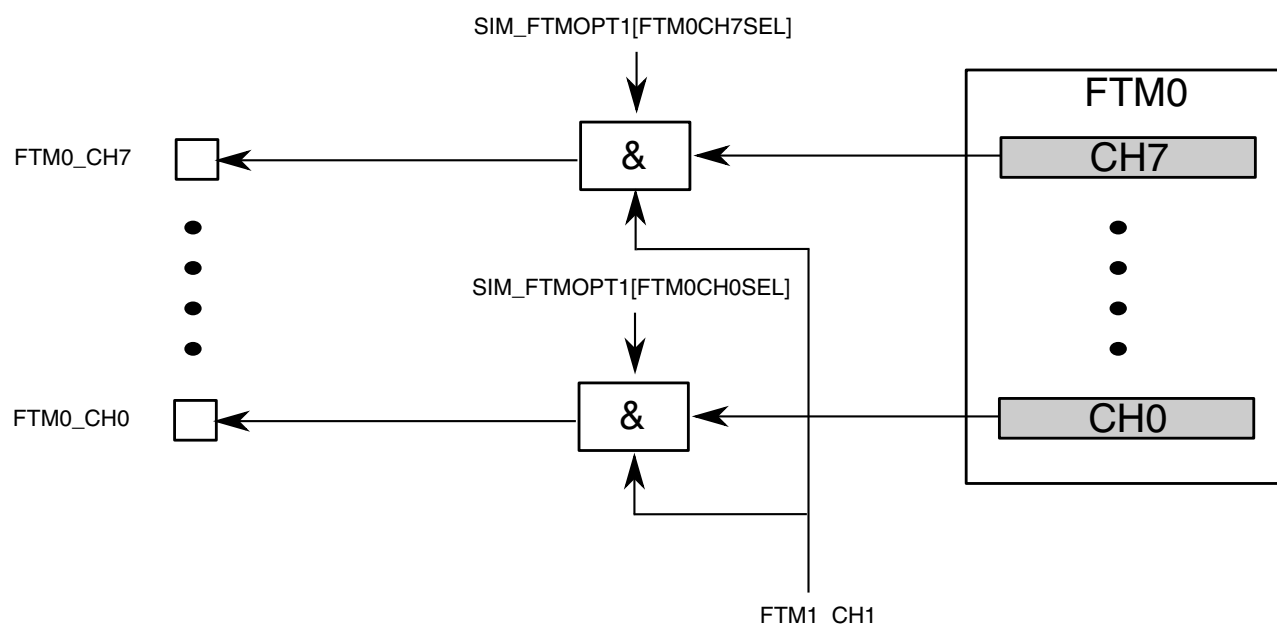 SIM_FTMOPT1[FTM0CH7SEL]
FTM0
FTM0_CH7
&
CH7
SIM_FTMOPT1[FTM0CH0SEL]
FTM0_CH0
&
CH0
FTM1_CH1